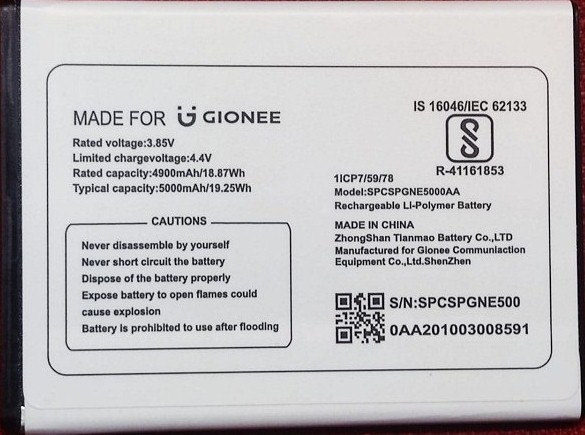 MADE FOR GIONEE
Rated voltage:3.85V
Limited chargevoltage:4.4V
Rated capacity:4900mAh/18.87Wh
Typical capacity:5000mAh/19.25Wh
CAUTIONS
Never disassemble by yourself
Never short circuit the battery
Dispose of the battery properly
Expose battery to open flames could
cause explosion
Battery is prohibited to use after flooding
IS 16046/IEC 62133
R-41161853
1ICP7/59/78
Model:SPCSPGNE5000AA
Rechargeable LI-Polymer Battery
MADE IN CHINA
ZhongShan Tianmao Battery Co.,LTD
Manufactured for Gionee Communiaction
Equipment Co.,Ltd.ShenZhen
S/N:SPCSPGNE500
0AA201003008591